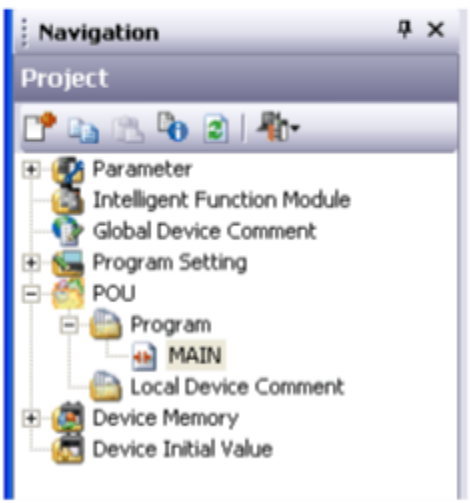 Navigation
Project
Parameter
Intelligent Function Module
Global Device Comment
Program Setting
POU
Program
MAIN
Local Device Comment
Device Memory
Device Initial Value